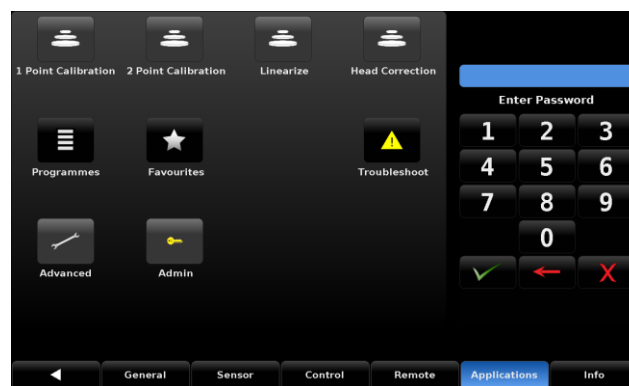 1 Point Calibration 2 Point Calibration Linearize Head Correction
Enter Password
1 2 3
Programmes Favourites Troubleshoot
4 5 6
7 8 9
0
Advanced Admin
X
General Sensor Control Remote Applications Info